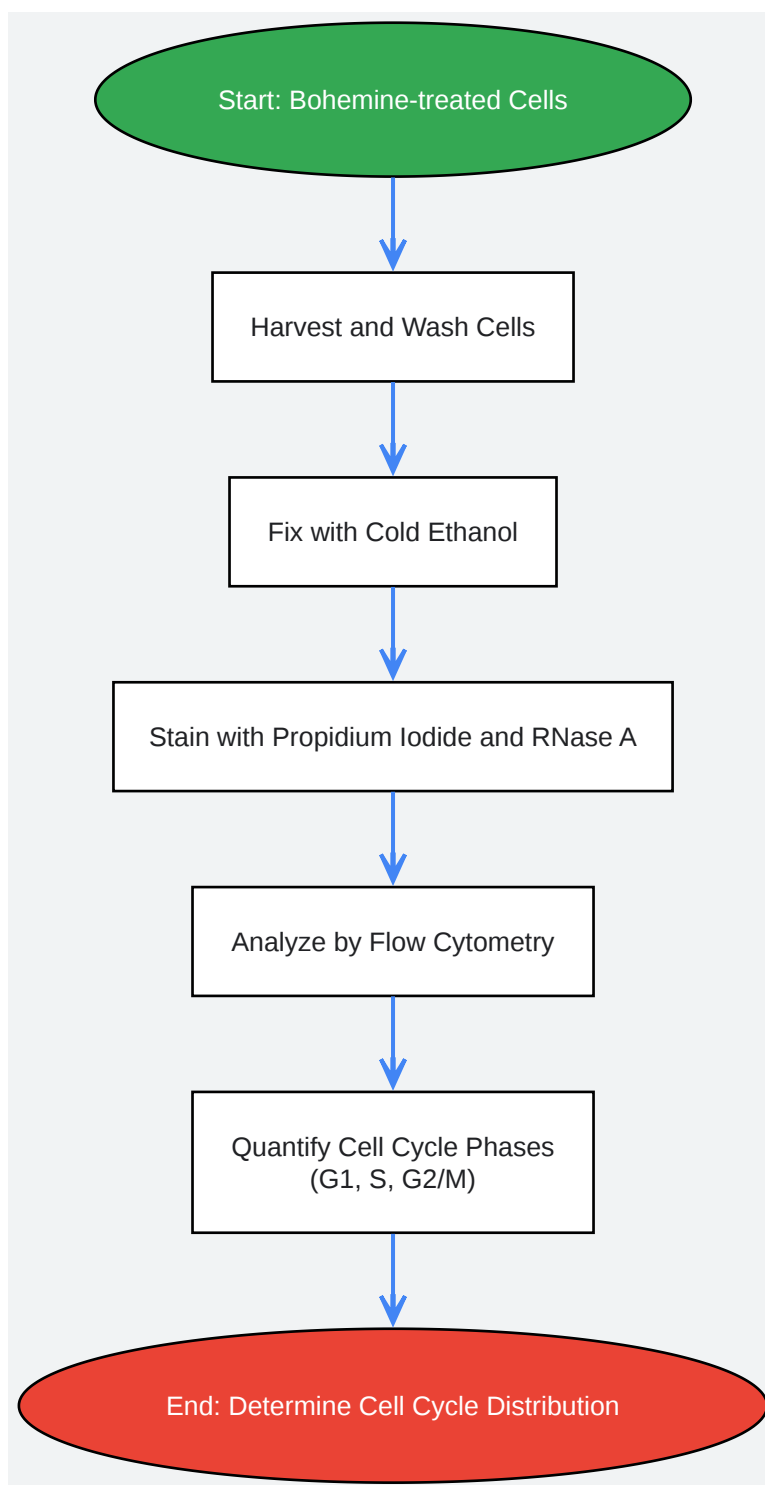 Start: Bohemine-treated Cells
Harvest and Wash Cells
Fix with Cold Ethanol
Stain with Propidium Iodide and RNase A
Analyze by Flow Cytometry
Quantify Cell Cycle Phases
(G1, S, G2/M)
End: Determine Cell Cycle Distribution